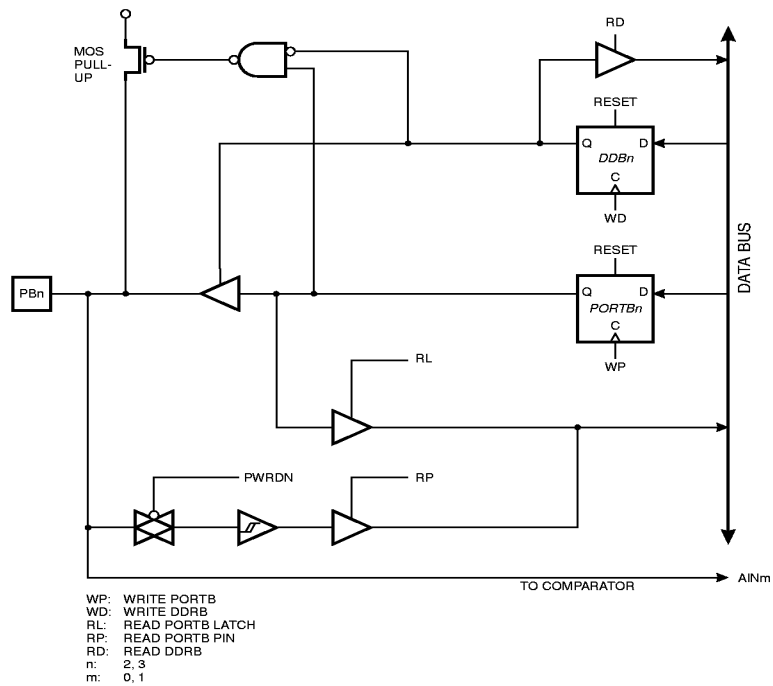 RD
MOS
PULL-
UP
RESET
Q D
DDBn
C
WD
RESET
DATA BUS
PBn
Q D
PORTBn
C
WP
RL
PWRDN
RP
TO COMPARATOR
AINm
WP: WRITE PORTB
WD: WRITE DDRB
RL: READ PORTB LATCH
RP: READ PORTB PIN
RD: READ DDRB
n: 2, 3
m: 0, 1